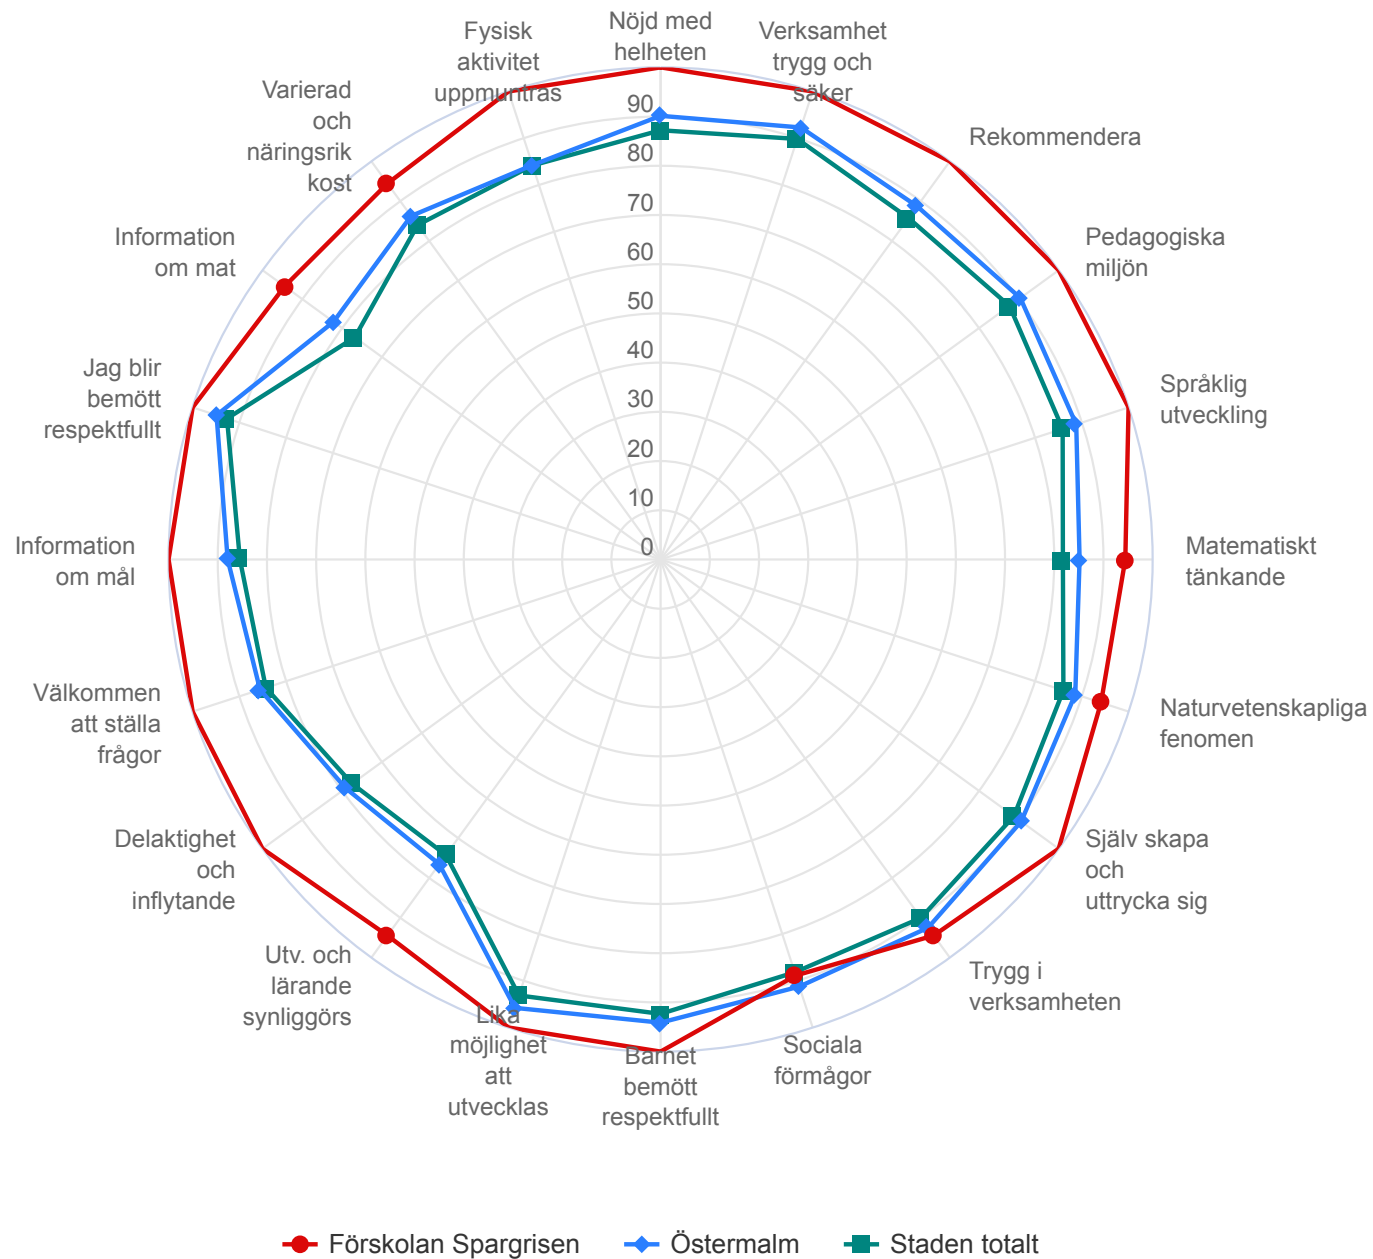 Nöjd med
helheten
Verksamhet
trygg och
säker
Rekommendera
Pedagogiska
miljön
Språklig
utveckling
Matematiskt
tänkande
Naturvetenskapliga
fenomen
Själv skapa
och
uttrycka sig
Trygg i
verksamheten
Sociala
förmågor
Barnet
bemött
respektfullt
Lika
möjlighet
att
utvecklas
Utv. och
lärande
synliggörs
Delaktighet
och
inflytande
Välkommen
att ställa
frågor
Information
om mål
Jag blir
bemött
respektfullt
Information
om mat
Varierad
och
näringsrik
kost
Fysisk
aktivitet
uppmuntras
90
80
70
60
50
40
30
20
10
0
Förskolan Spargrisen
Östermalm
Staden totalt